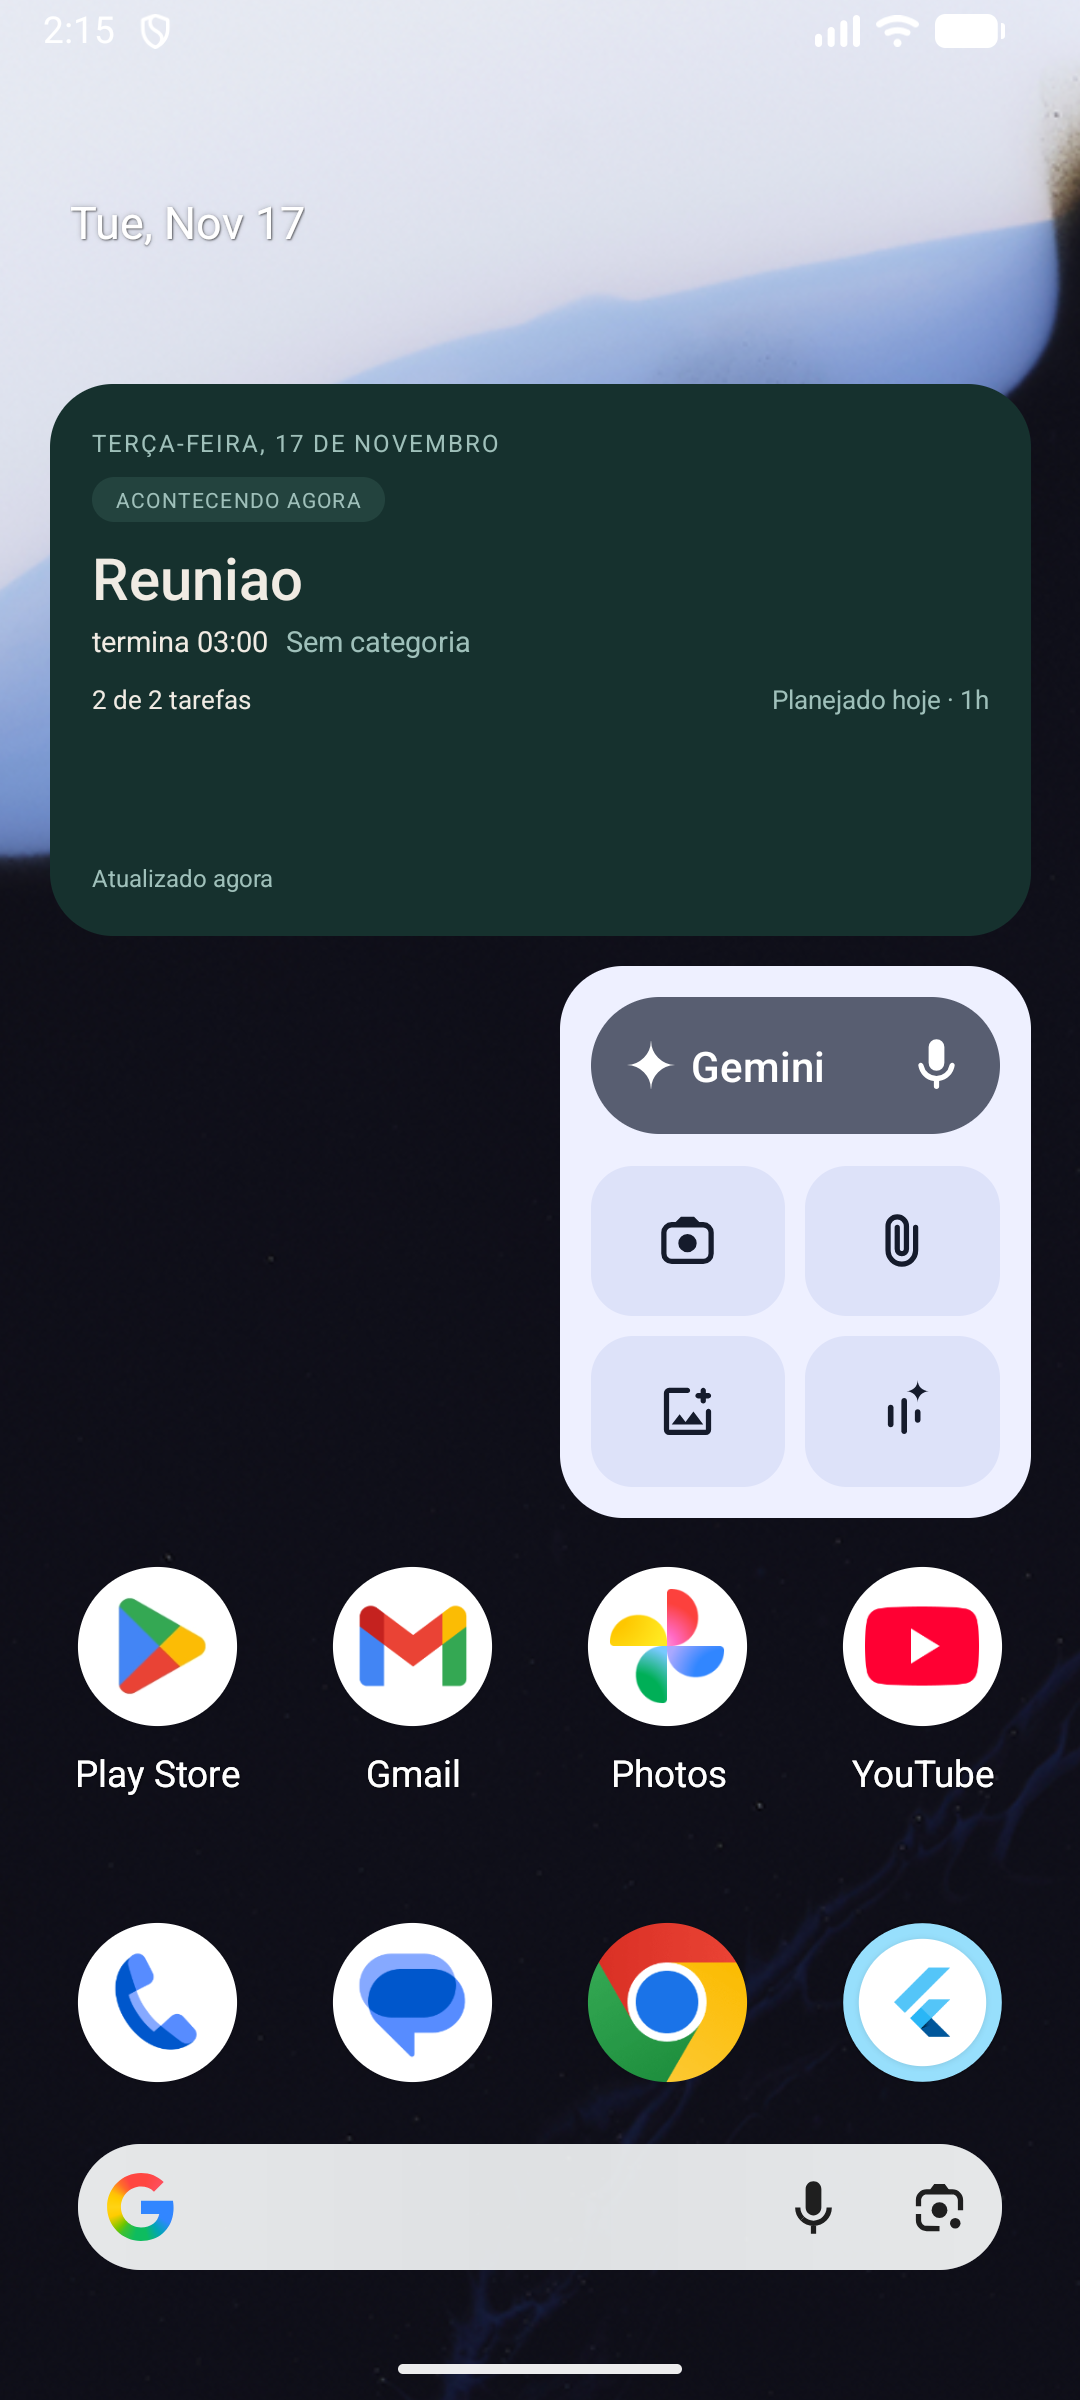 2:15
Tue, Nov 17
TERÇA-FEIRA, 17 DE NOVEMBRO
ACONTECENDO AGORA
Reuniao
termina 03:00 Sem categoria
2 de 2 tarefas Planejado hoje · 1h
Atualizado agora
Gemini
Play Store Gmail Photos YouTube